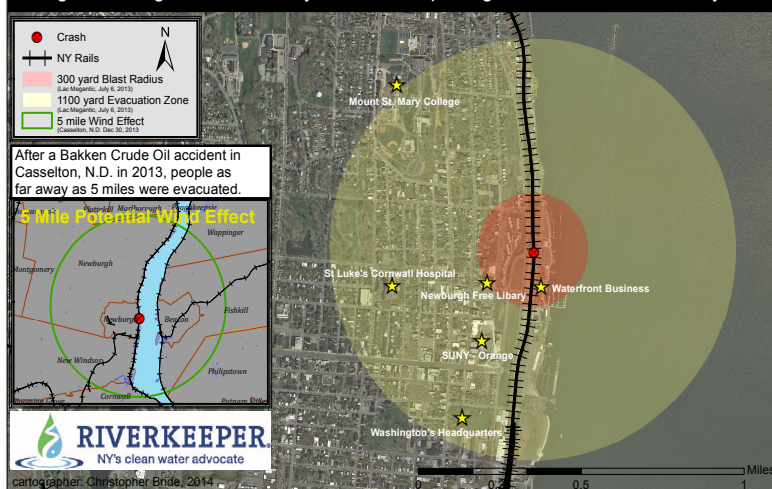 Crash
NY Rails
300 yard Blast Radius
(Lac Megantic, July 6, 2013)
1100 yard Evacuation Zone
(Lac Megantic, July 6, 2013)
5 mile Wind Effect
(Casselton, N.D. Dec 30, 2013
N
After a Bakken Crude Oil accident in
Casselton, N.D. in 2013, people as
far away as 5 miles were evacuated.
5 Mile Potential Wind Effect
Marlborough
Wappinger
Montgomery
Newburgh
Newburgh
Beacon
Fishkill
New Windsor
Philipstown
Cornwall
Putnam Valley
RIVERKEEPER.
NY's clean water advocate
cartographer: Christopher Bride, 2014
Mount St. Mary College
St Luke's Cornwall Hospital
Newburgh Free Libary
Waterfront Business
SUNY - Orange
Washington's Headquarters
Miles
0 0.5 1